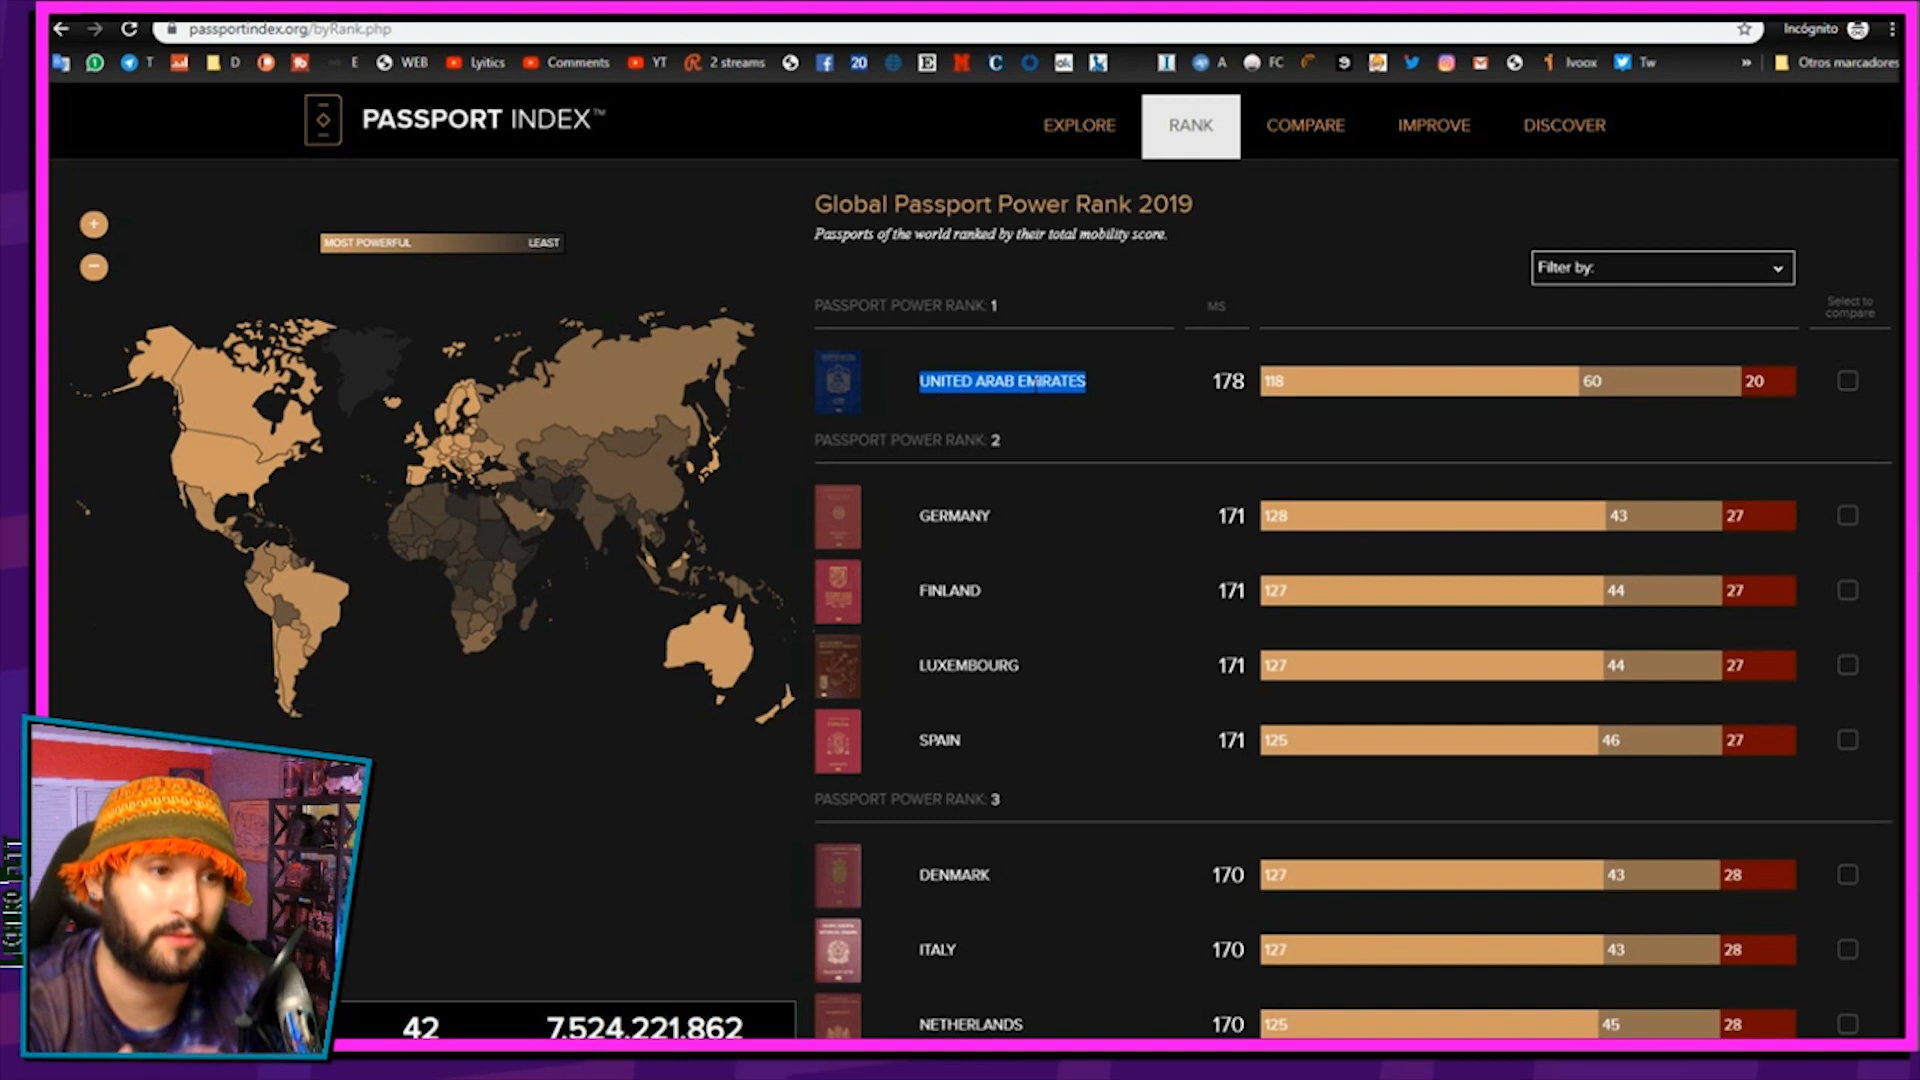 passportindex.org/byRank.php
Incógnito
T
D
E
WEB
Lyitics
Comments
YT
2 streams
20
A
FC
Ivoox
Tw
»
Otros marcadores
PASSPORT INDEX™
EXPLORE
RANK
COMPARE
IMPROVE
DISCOVER
Global Passport Power Rank 2019
Passports of the world ranked by their total mobility score.
MOST POWERFUL
LEAST
Filter by:
PASSPORT POWER RANK: 1
MS
Select to
compare
UNITED ARAB EMIRATES 178 118 60 20
PASSPORT POWER RANK: 2
GERMANY 171 128 43 27
FINLAND 171 127 44 27
LUXEMBOURG 171 127 44 27
SPAIN 171 125 46 27
PASSPORT POWER RANK: 3
DENMARK 170 127 43 28
ITALY 170 127 43 28
NETHERLANDS 170 125 45 28
42
7.524.221.862